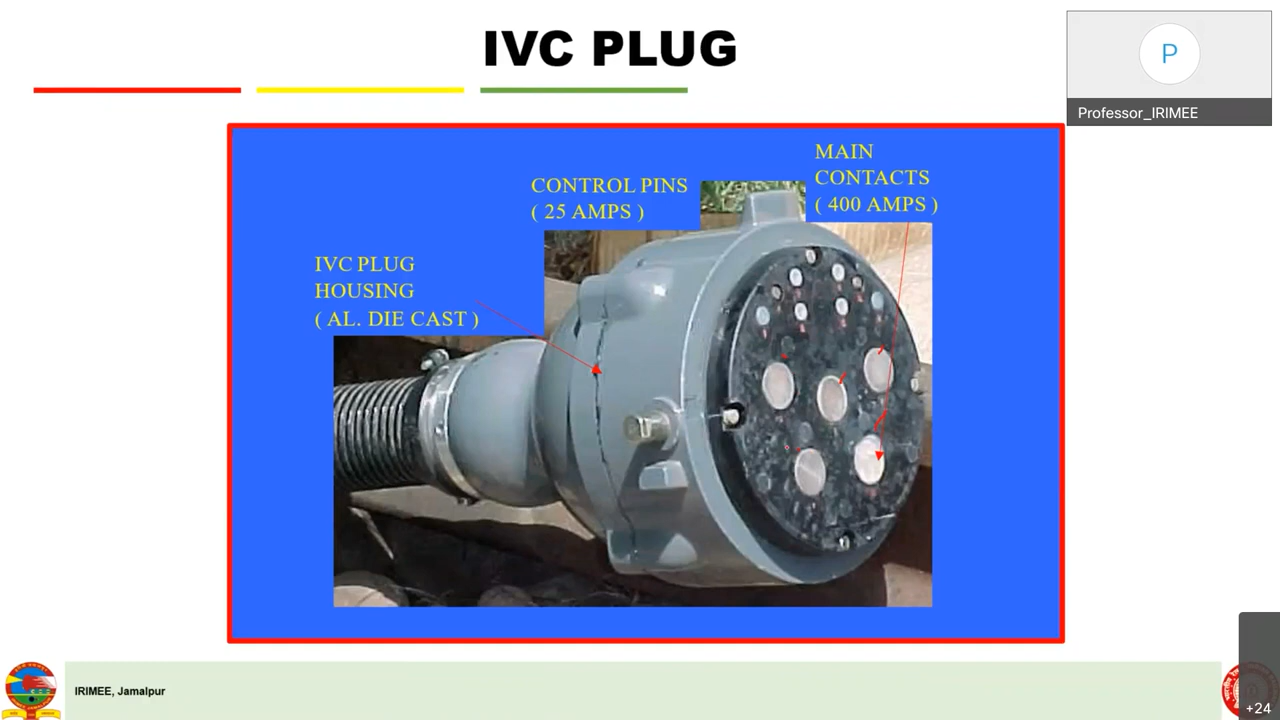 IVC PLUG
P
Professor_IRIMEE
MAIN
CONTACTS
( 400 AMPS )
CONTROL PINS
( 25 AMPS )
IVC PLUG
HOUSING
( AL. DIE CAST )
IRIMEE, Jamalpur
+24